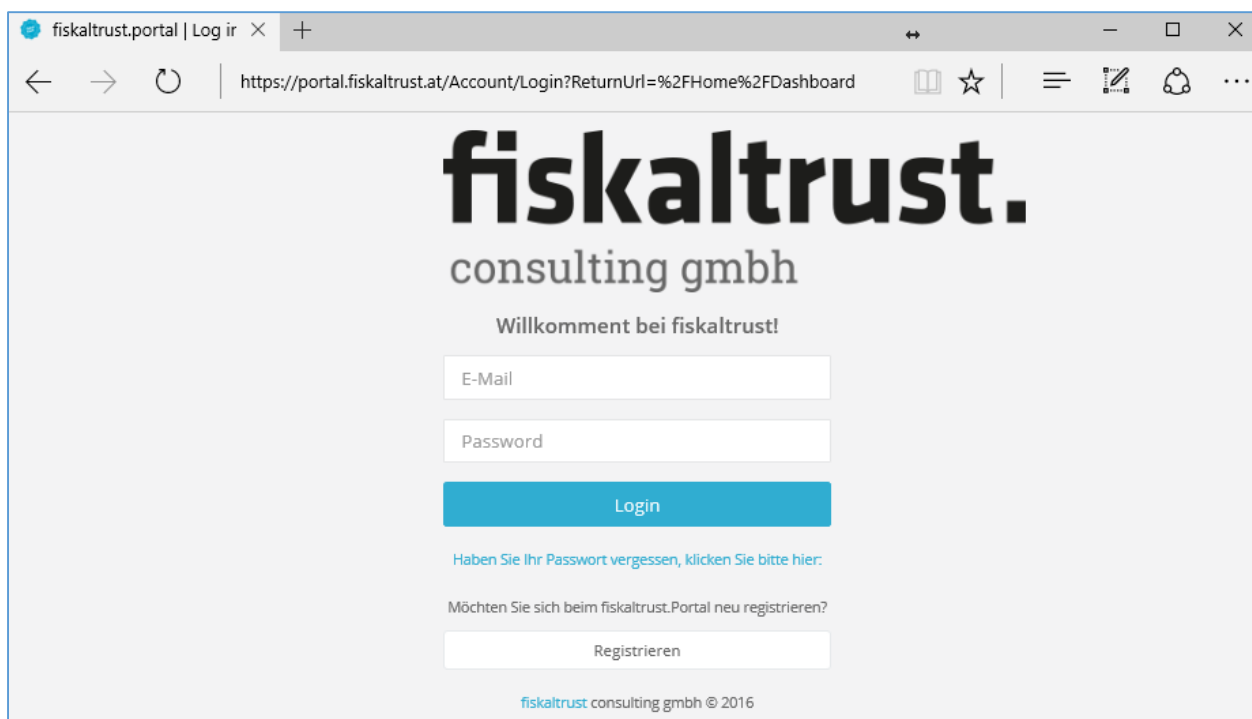 fiskaltrust.portal | Log ir
https://portal.fiskaltrust.at/Account/Login?ReturnUrl=%2FHome%2FDashboard
fiskaltrust.
consulting gmbh
Willkomment bei fiskaltrust!
E-Mail
Password
Login
Haben Sie Ihr Passwort vergessen, klicken Sie bitte hier:
Möchten Sie sich beim fiskaltrust.Portal neu registrieren?
Registrieren
fiskaltrust consulting gmbh © 2016